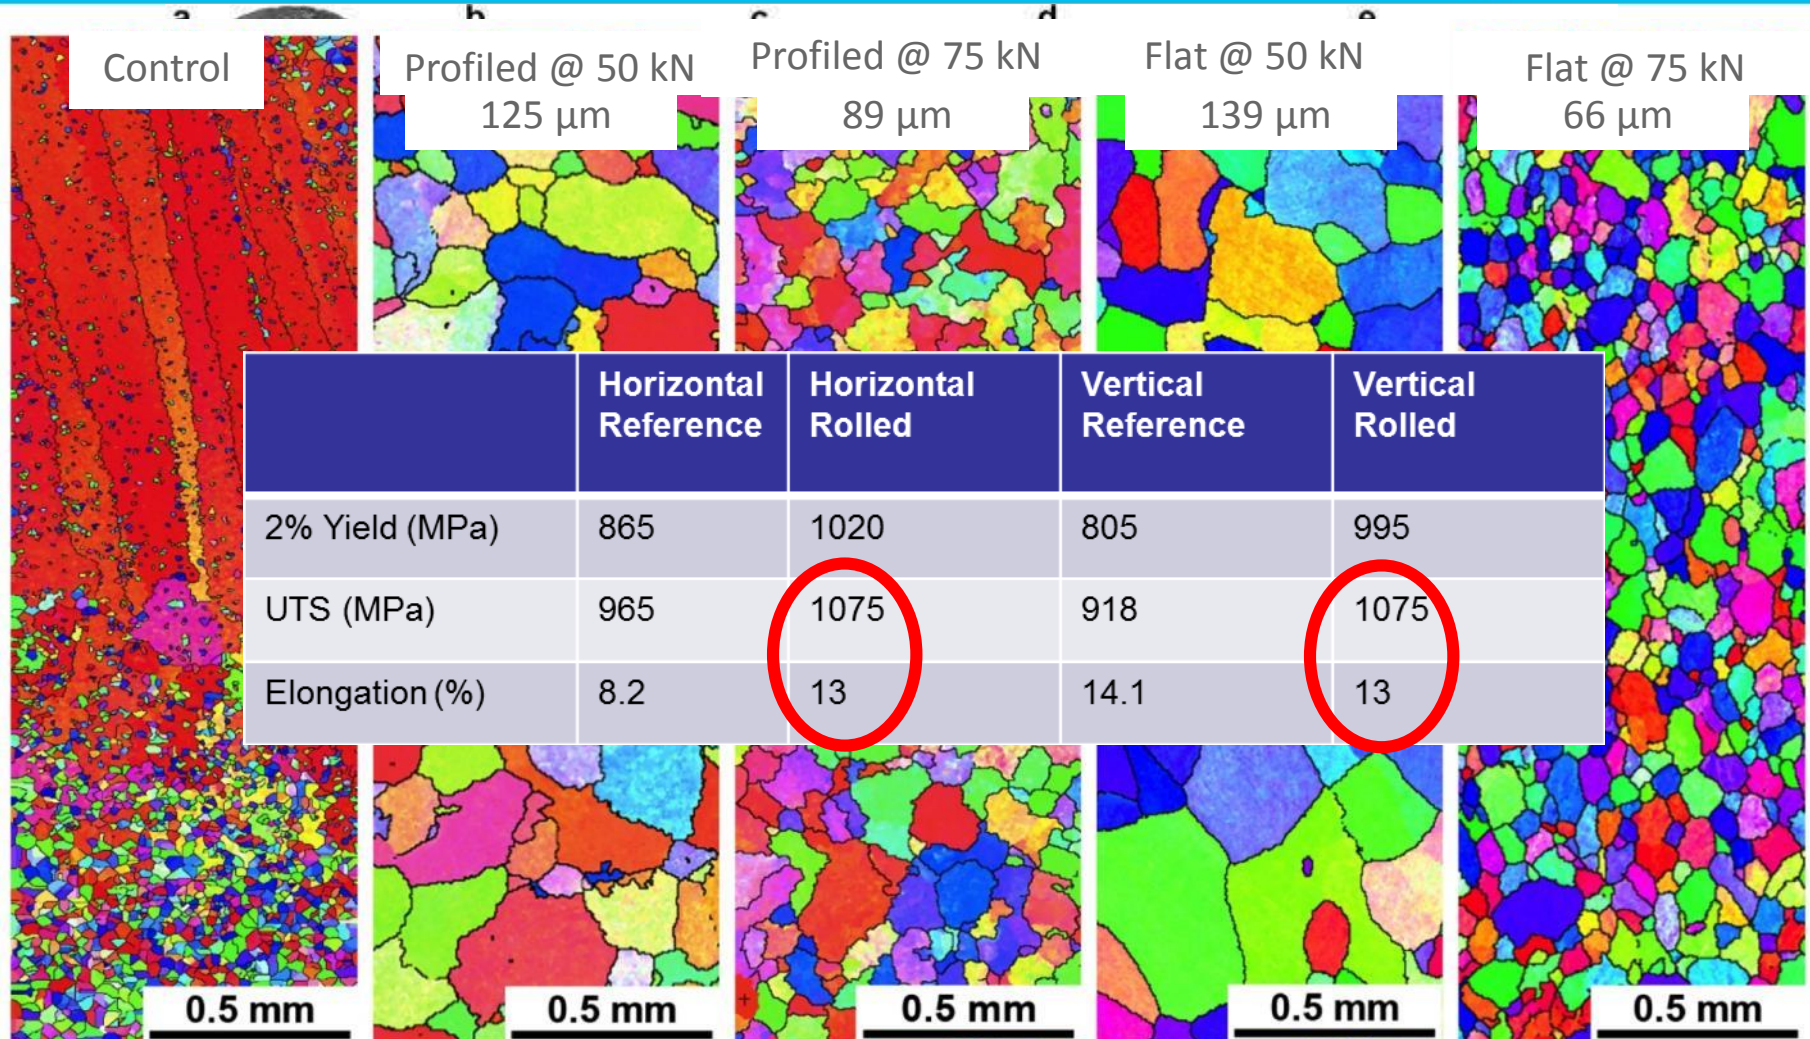 a b c d e
Control
Profiled @ 50 kN
125 µm
Profiled @ 75 kN
89 µm
Flat @ 50 kN
139 µm
Flat @ 75 kN
66 µm
Horizontal Reference Horizontal Rolled Vertical Reference Vertical Rolled
2% Yield (MPa) 865 1020 805 995
UTS (MPa) 965 1075 918 1075
Elongation (%) 8.2 13 14.1 13
0.5 mm 0.5 mm 0.5 mm 0.5 mm 0.5 mm